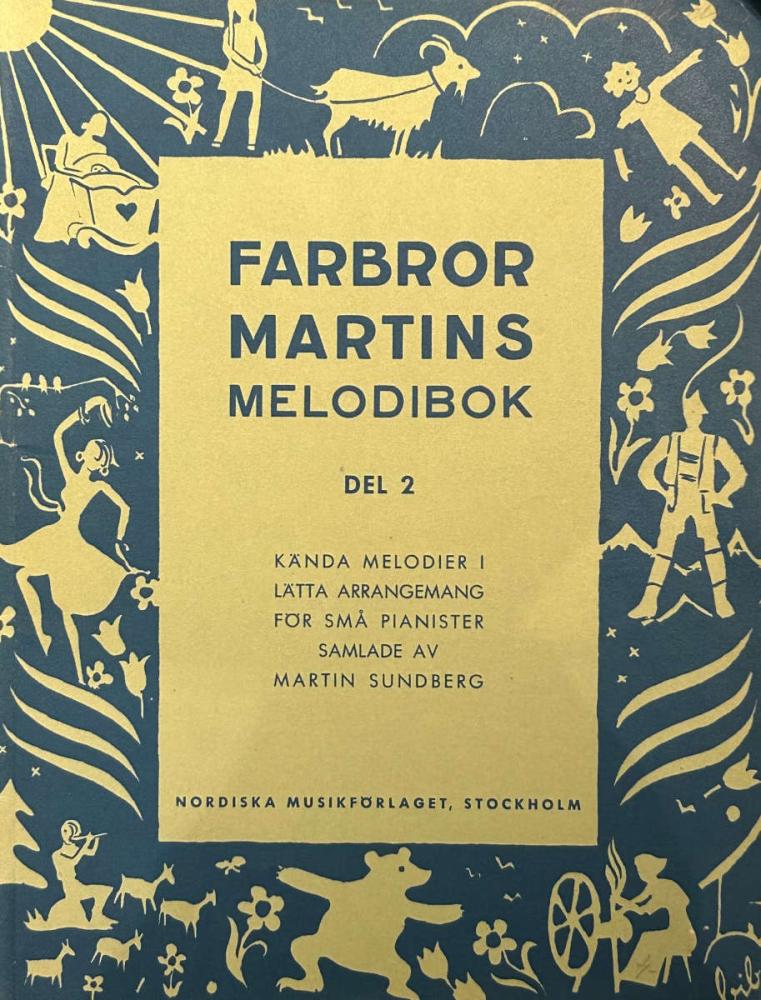 FARBROR
MARTINS
MELODIBOK
DEL 2
KÄNDA MELODIER I
LÄTTA ARRANGEMANG
FÖR SMÅ PIANISTER
SAMLADE AV
MARTIN SUNDBERG
NORDISKA MUSIKFÖRLAGET, STOCKHOLM